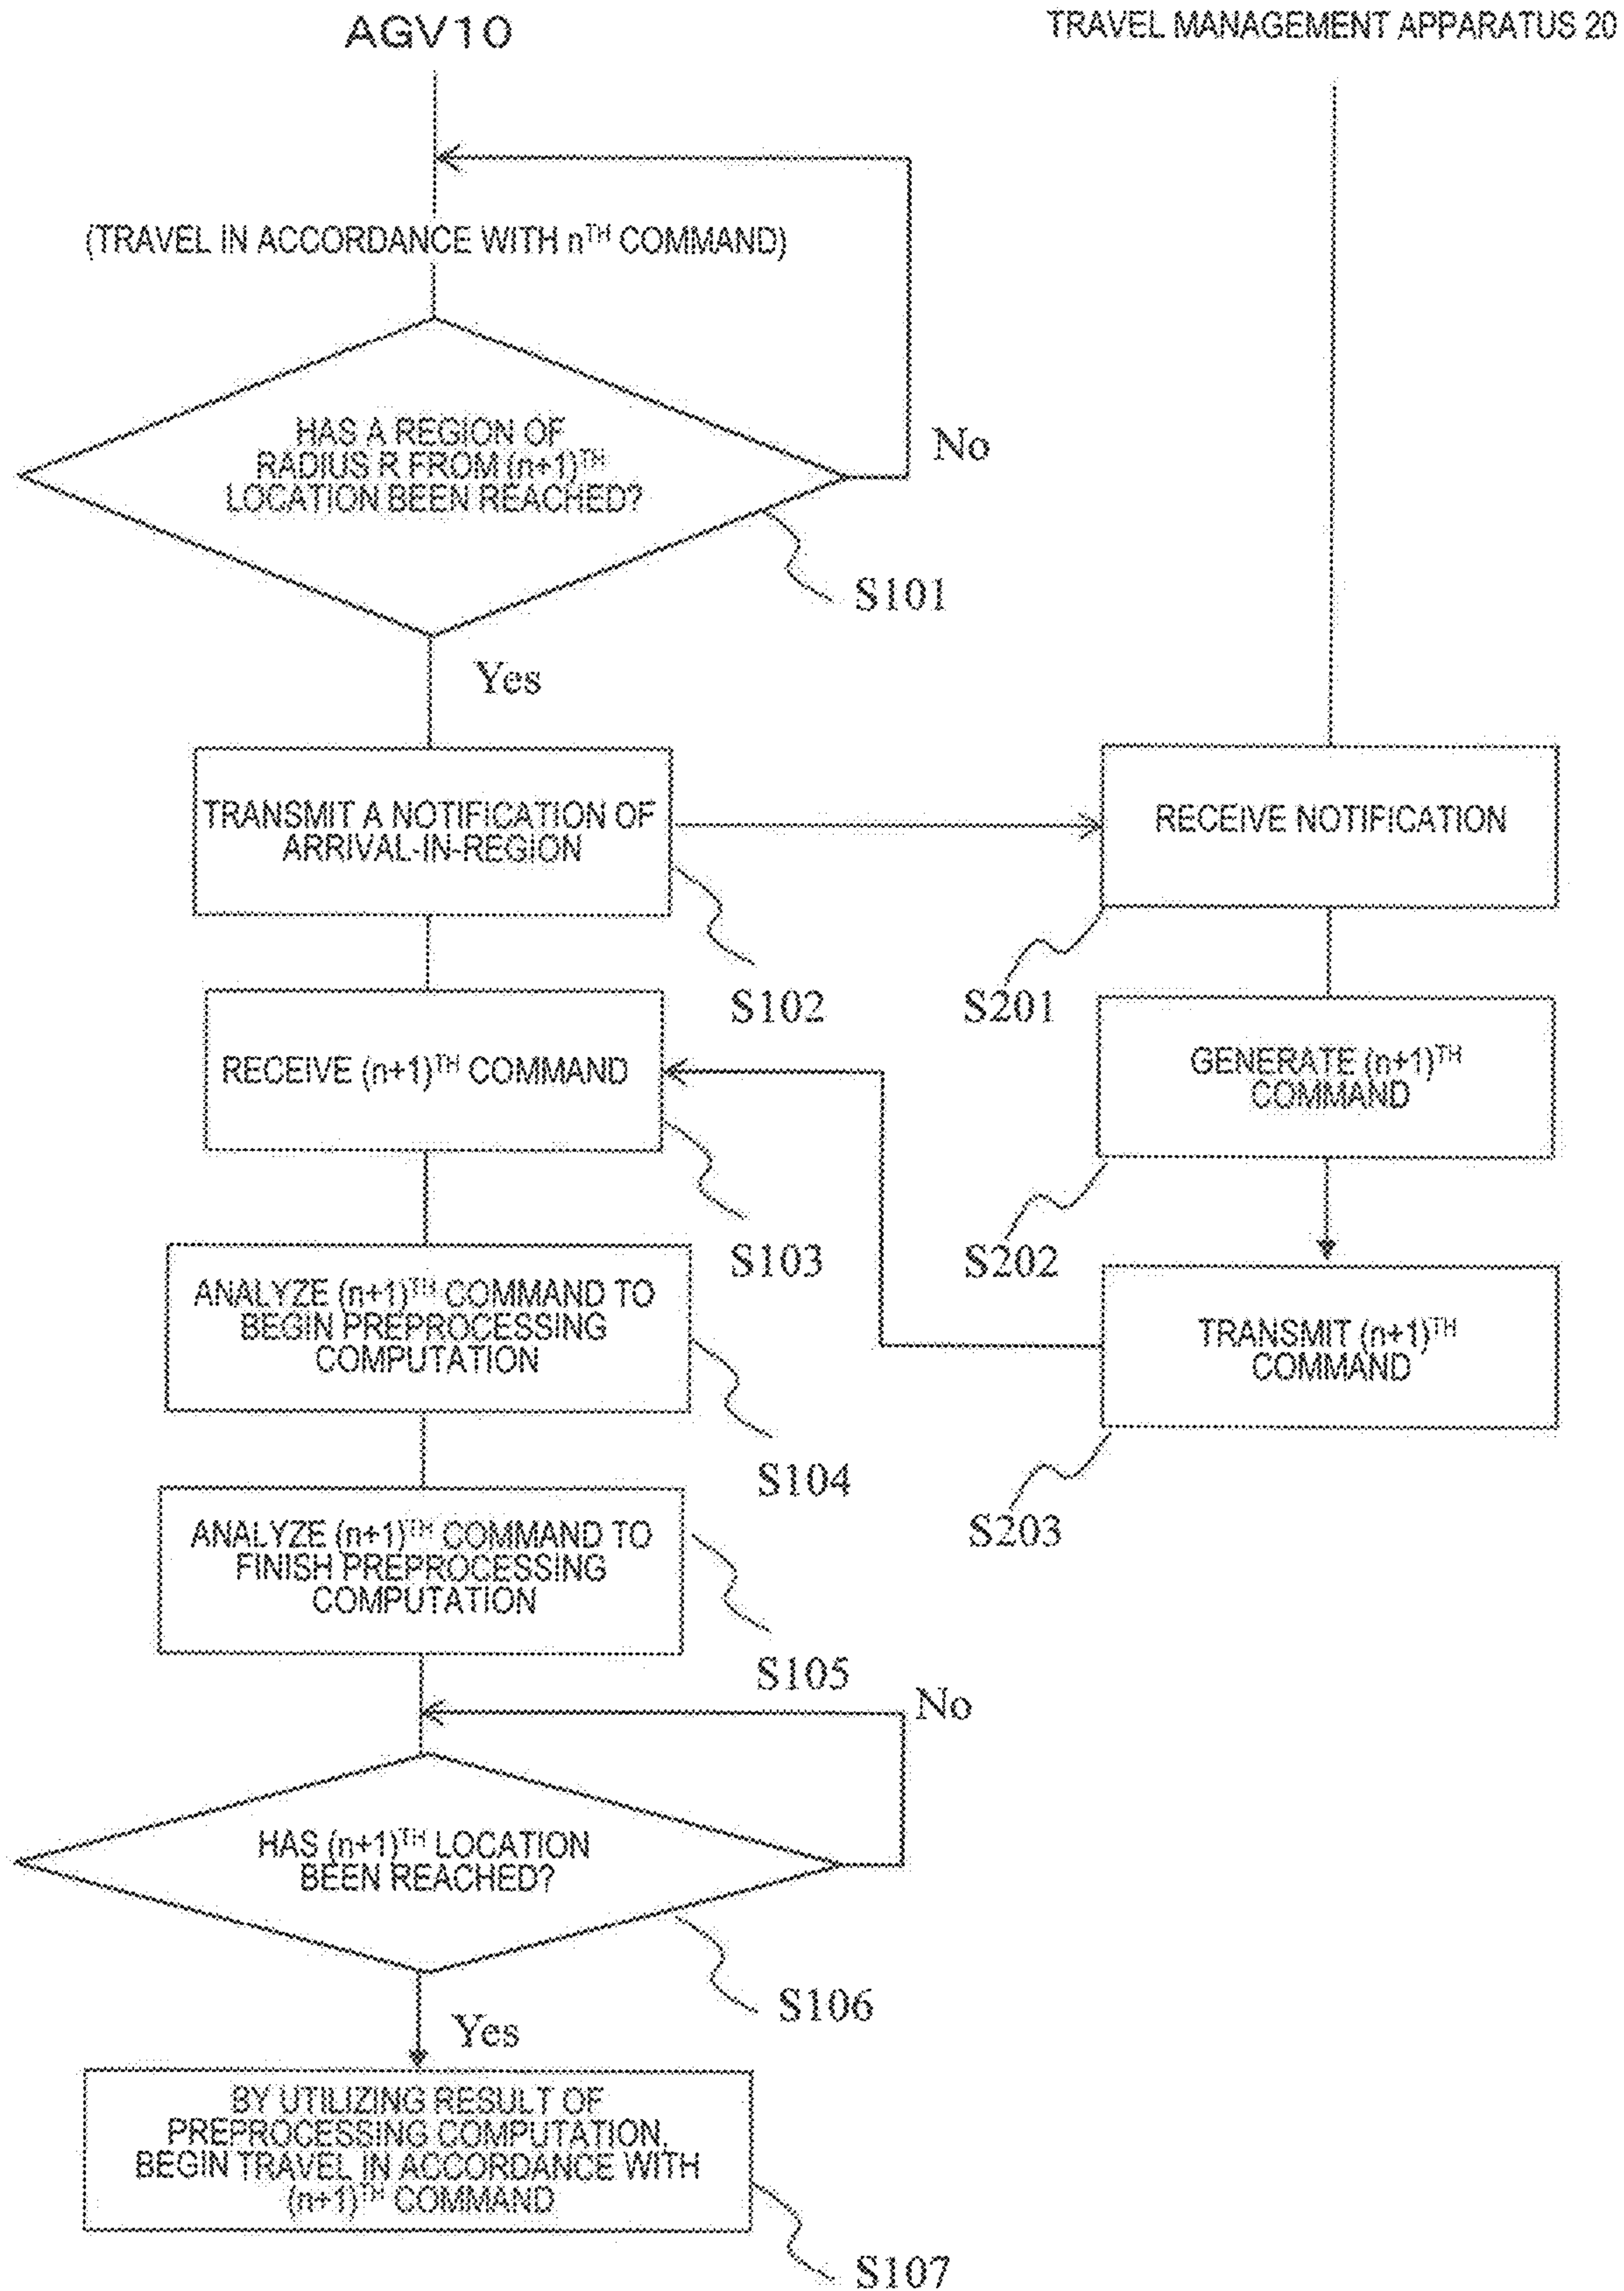 AGV10
TRAVEL MANAGEMENT APPARATUS 20
(TRAVEL IN ACCORDANCE WITH nTH COMMAND)
HAS A REGION OF
RADIUS R FROM (n+1)TH
LOCATION BEEN REACHED?
No
S101
Yes
TRANSMIT A NOTIFICATION OF
ARRIVAL-IN-REGION
RECEIVE NOTIFICATION
S102
S201
RECEIVE (n+1)TH COMMAND
GENERATE (n+1)TH
COMMAND
S103
S202
ANALYZE (n+1)TH COMMAND TO
BEGIN PREPROCESSING
COMPUTATION
TRANSMIT (n+1)TH
COMMAND
S104
S203
ANALYZE (n+1)TH COMMAND TO
FINISH PREPROCESSING
COMPUTATION
S105
No
HAS (n+1)TH LOCATION
BEEN REACHED?
S106
Yes
BY UTILIZING RESULT OF
PREPROCESSING COMPUTATION,
BEGIN TRAVEL IN ACCORDANCE WITH
(n+1)TH COMMAND
S107